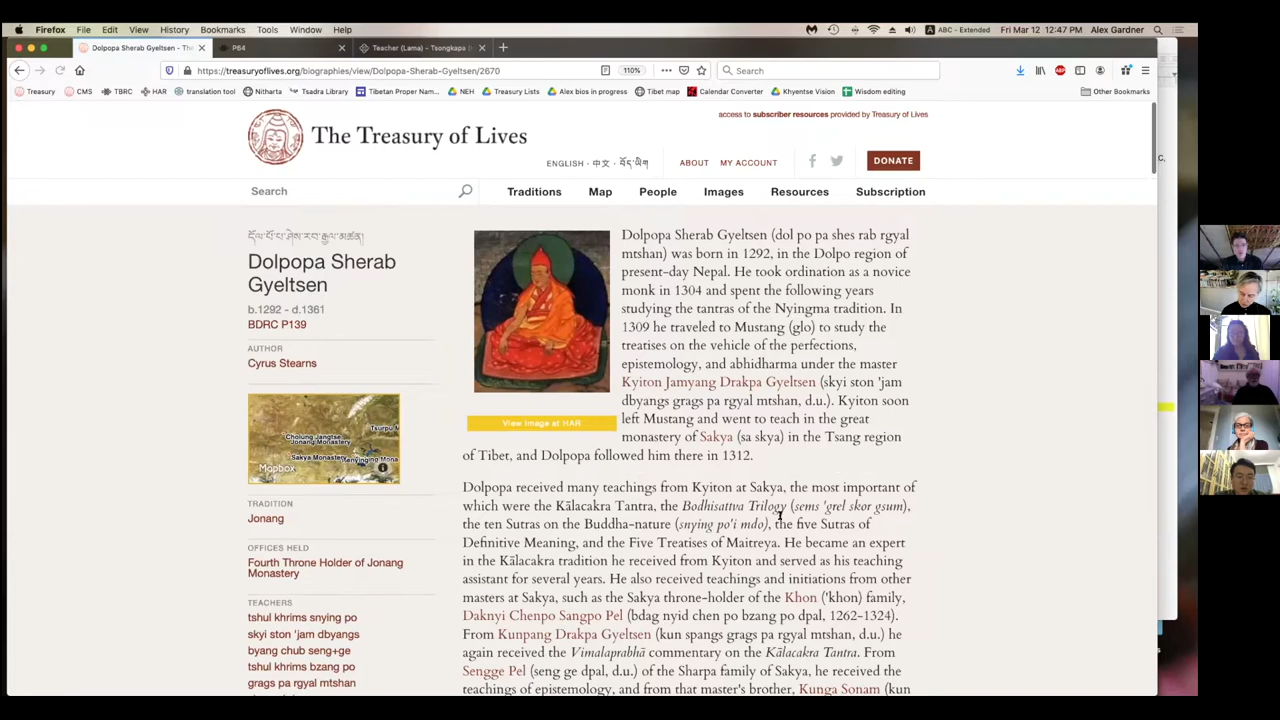 Firefox File Edit View History Bookmarks Tools Window Help
ABC - Extended Fri Mar 12 12:47 PM Alex Gardner
Dolpopa Sherab Gyeltsen - The
P64
Teacher (Lama) - Tsongkapa
https://treasuryoflives.org/biographies/view/Dolpopa-Sherab-Gyeltsen/2670
110%
Search
Treasury CMS TBRC HAR translation tool Nitharta Tsadra Library Tibetan Proper Nam... NEH Treasury Lists Alex bios in progress Tibet map Calendar Converter Khyentse Vision Wisdom editing Other Bookmarks
access to subscriber resources provided by Treasury of Lives
The Treasury of Lives
ENGLISH · 中文 · བོད་ཡིག
ABOUT MY ACCOUNT
DONATE
Search
Traditions Map People Images Resources Subscription
དོལ་པོ་པ་ཤེས་རབ་རྒྱལ་མཚན།
Dolpopa Sherab
Gyeltsen
b.1292 - d.1361
BDRC P139
AUTHOR
Cyrus Stearns
Tsurpu M
Cholung Jangtse
Jonang Monastery
Sakya Monastery
Mapbox
TRADITION
Jonang
OFFICES HELD
Fourth Throne Holder of Jonang
Monastery
TEACHERS
tshul khrims snying po
skyi ston 'jam dbyangs
byang chub seng+ge
tshul khrims bzang po
grags pa rgyal mtshan
View Image at HAR
Dolpopa Sherab Gyeltsen (dol po pa shes rab rgyal
mtshan) was born in 1292, in the Dolpo region of
present-day Nepal. He took ordination as a novice
monk in 1304 and spent the following years
studying the tantras of the Nyingma tradition. In
1309 he traveled to Mustang (glo) to study the
treatises on the vehicle of the perfections,
epistemology, and abhidharma under the master
Kyiton Jamyang Drakpa Gyeltsen (skyi ston 'jam
dbyangs grags pa rgyal mtshan, d.u.). Kyiton soon
left Mustang and went to teach in the great
monastery of Sakya (sa skya) in the Tsang region
of Tibet, and Dolpopa followed him there in 1312.
Dolpopa received many teachings from Kyiton at Sakya, the most important of
which were the Kālacakra Tantra, the Bodhisattva Trilogy (sems 'grel skor gsum),
the ten Sutras on the Buddha-nature (snying po'i mdo), the five Sutras of
Definitive Meaning, and the Five Treatises of Maitreya. He became an expert
in the Kālacakra tradition he received from Kyiton and served as his teaching
assistant for several years. He also received teachings and initiations from other
masters at Sakya, such as the Sakya throne-holder of the Khon ('khon) family,
Daknyi Chenpo Sangpo Pel (bdag nyid chen po bzang po dpal, 1262-1324).
From Kunpang Drakpa Gyeltsen (kun spangs grags pa rgyal mtshan, d.u.) he
again received the Vimalaprabhā commentary on the Kālacakra Tantra. From
Sengge Pel (seng ge dpal, d.u.) of the Sharpa family of Sakya, he received the
teachings of epistemology, and from that master's brother, Kunga Sonam (kun